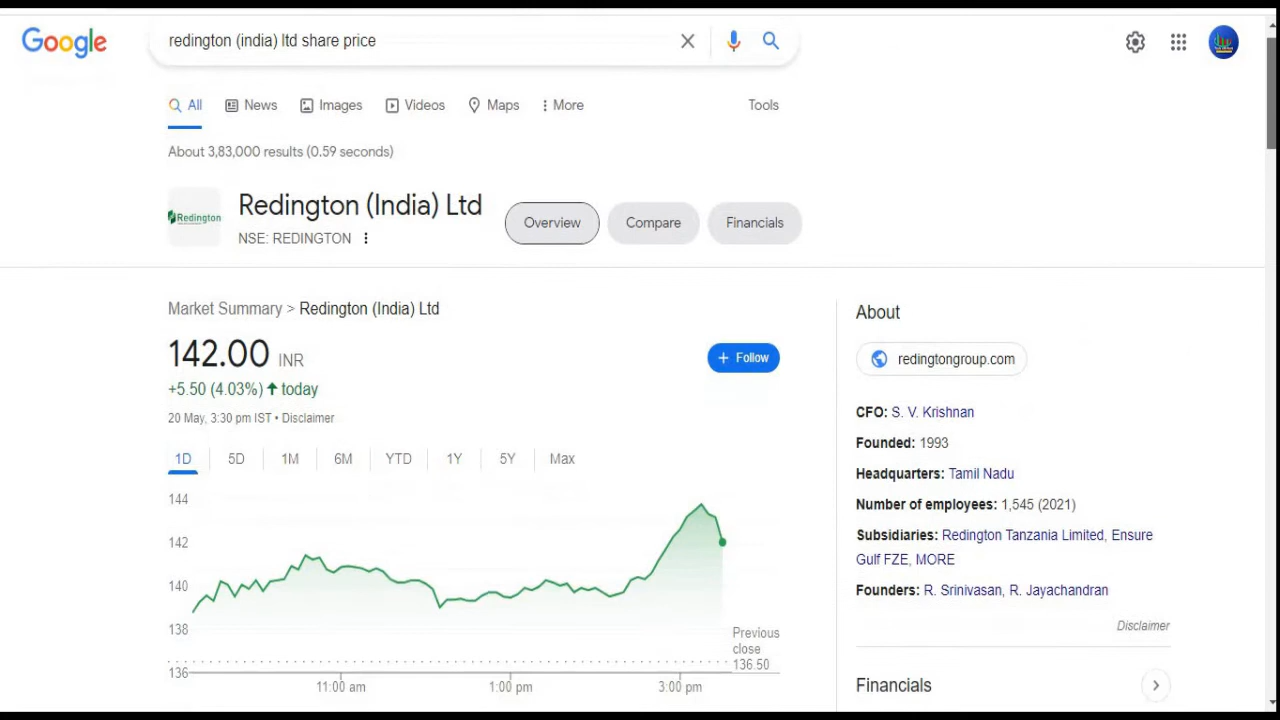 Google
redington (india) ltd share price
All News Images Videos Maps More Tools
About 3,83,000 results (0.59 seconds)
Redington
Redington (India) Ltd
NSE: REDINGTON
Overview Compare Financials
Market Summary > Redington (India) Ltd
142.00 INR
+ Follow
+5.50 (4.03%) today
20 May, 3:30 pm IST • Disclaimer
1D 5D 1M 6M YTD 1Y 5Y Max
144
142
140
138
136
Previous
close
136.50
11:00 am 1:00 pm 3:00 pm
About
redingtongroup.com
CFO: S. V. Krishnan
Founded: 1993
Headquarters: Tamil Nadu
Number of employees: 1,545 (2021)
Subsidiaries: Redington Tanzania Limited, Ensure
Gulf FZE, MORE
Founders: R. Srinivasan, R. Jayachandran
Disclaimer
Financials